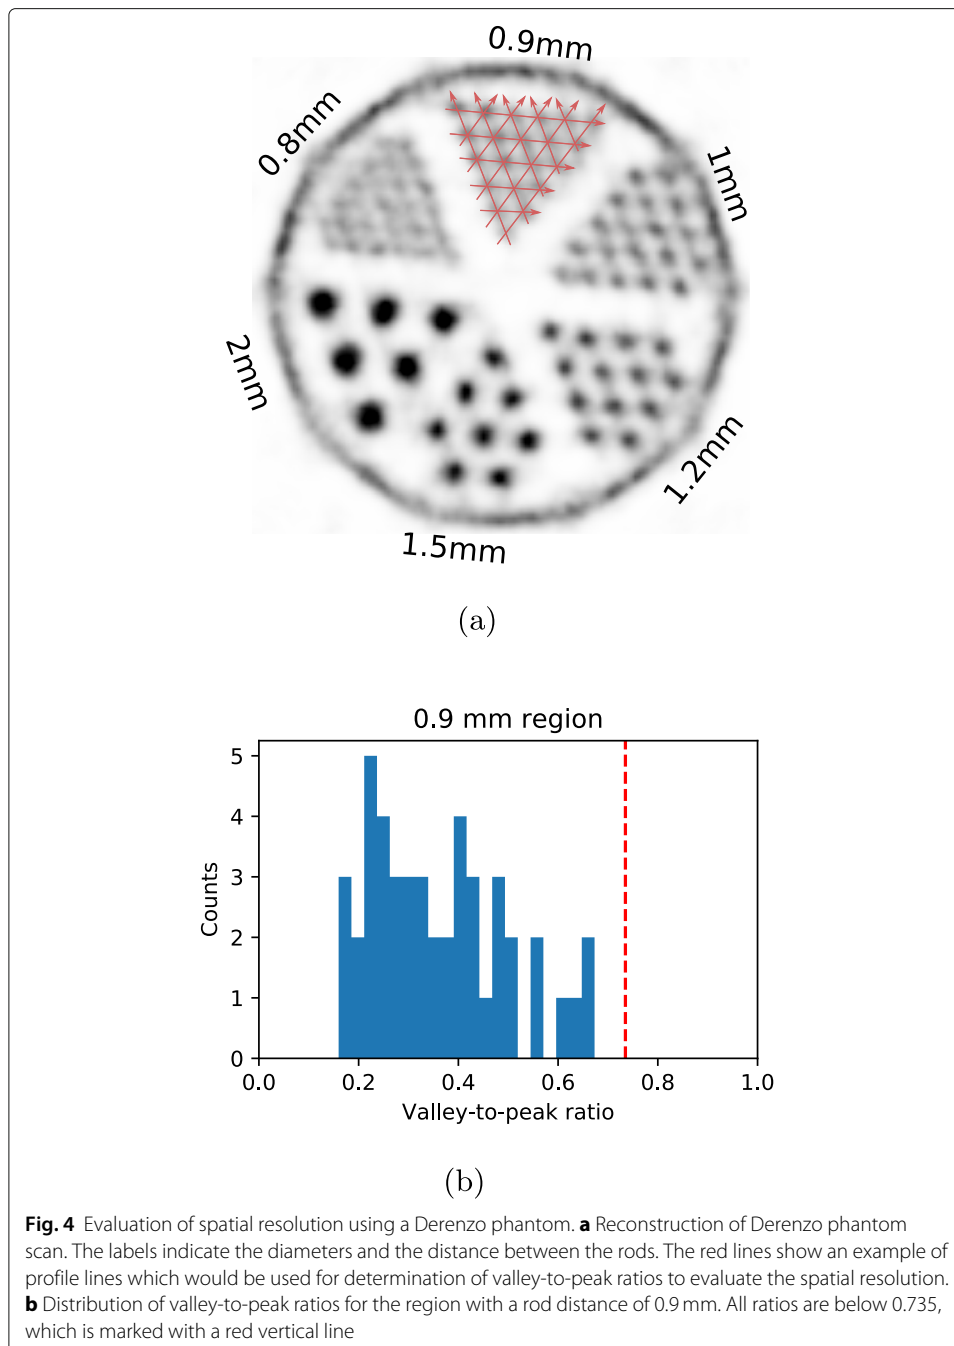 0.9mm
0.8mm
1mm
2mm
1.2mm
1.5mm
(a)
0.9 mm region
5
4
3
2
1
0
Counts
0.0 0.2 0.4 0.6 0.8 1.0
Valley-to-peak ratio
(b)
Fig. 4 Evaluation of spatial resolution using a Derenzo phantom. a Reconstruction of Derenzo phantom
scan. The labels indicate the diameters and the distance between the rods. The red lines show an example of
profile lines which would be used for determination of valley-to-peak ratios to evaluate the spatial resolution.
b Distribution of valley-to-peak ratios for the region with a rod distance of 0.9 mm. All ratios are below 0.735,
which is marked with a red vertical line